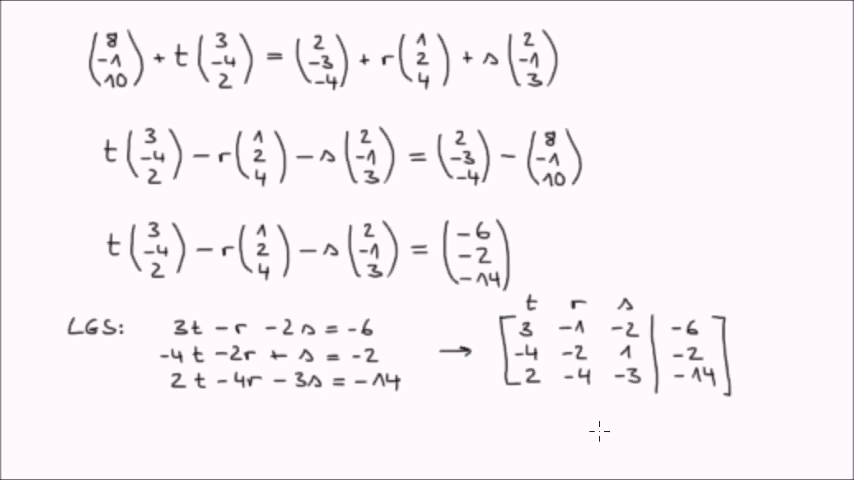 (8 -1 10) + t (3 -4 2) = (2 -3 -4) + r (1 2 4) + s (2 -1 3)
t (3 -4 2) - r (1 2 4) - s (2 -1 3) = (2 -3 -4) - (8 -1 10)
t (3 -4 2) - r (1 2 4) - s (2 -1 3) = (-6 -2 -14)
LGS: 3t - r - 2s = -6
-4t - 2r + s = -2
2t - 4r - 3s = -14
→
t r s
3 -1 -2 | -6
-4 -2 1 | -2
2 -4 -3 | -14